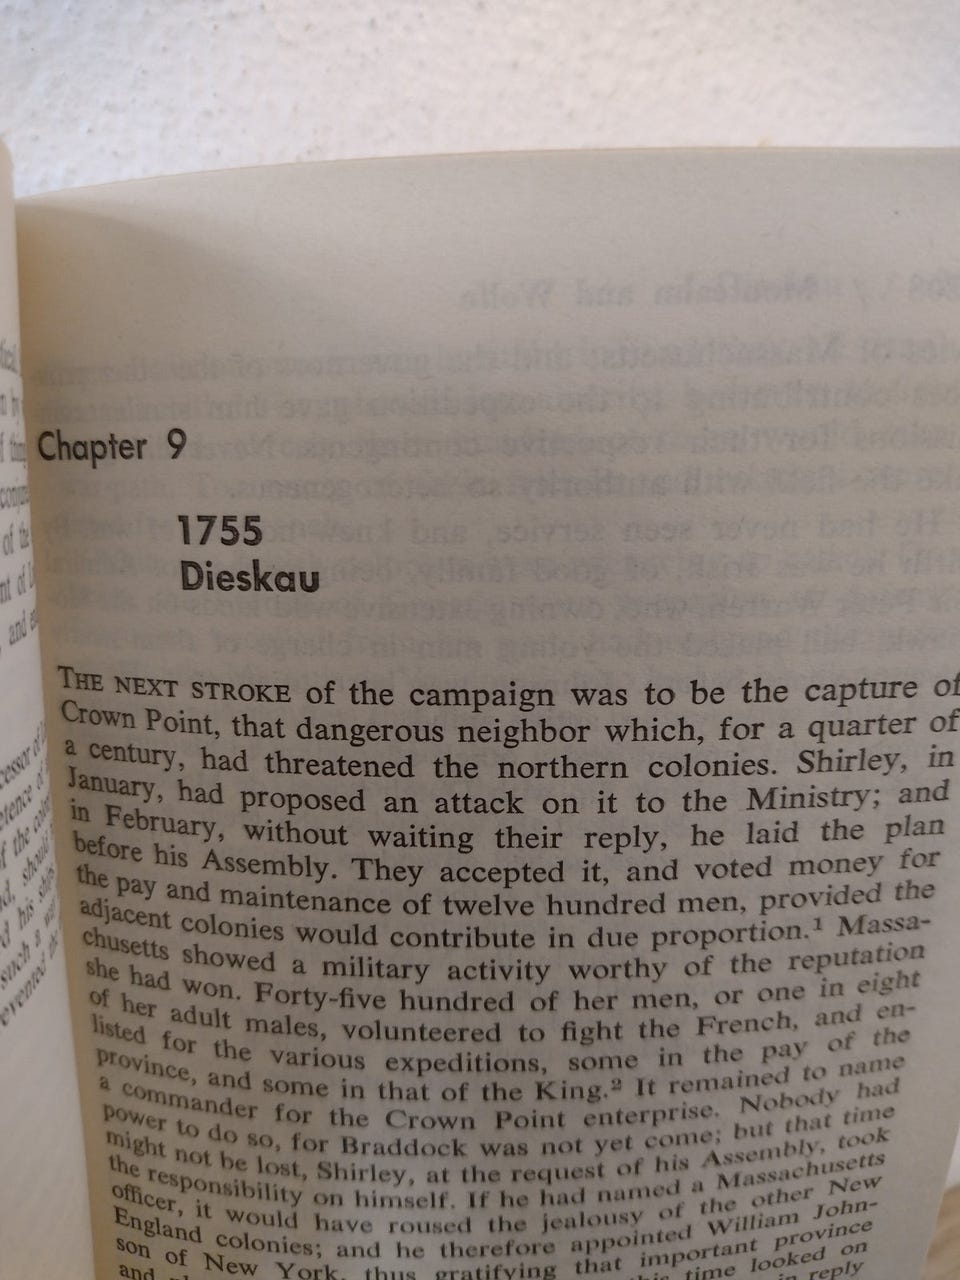 Chapter 9
1755
Dieskau
THE NEXT STROKE of the campaign was to be the capture of
Crown Point, that dangerous neighbor which, for a quarter of
a century, had threatened the northern colonies. Shirley, in
January, had proposed an attack on it to the Ministry; and
in February, without waiting their reply, he laid the plan
before his Assembly. They accepted it, and voted money for
the pay and maintenance of twelve hundred men, provided the
adjacent colonies would contribute in due proportion.¹ Massa-
chusetts showed a military activity worthy of the reputation
she had won. Forty-five hundred of her men, or one in eight
of her adult males, volunteered to fight the French, and en-
listed for the various expeditions, some in the pay of the
province, and some in that of the King.² It remained to name
a commander for the Crown Point enterprise. Nobody had
power to do so, for Braddock was not yet come; but that time
might not be lost, Shirley, at the request of his Assembly, took
the responsibility on himself. If he had named a Massachusetts
officer, it would have roused the jealousy of the other New
England colonies; and he therefore appointed William John-
son of New York, thus gratifying that important province
and time looked on
reply